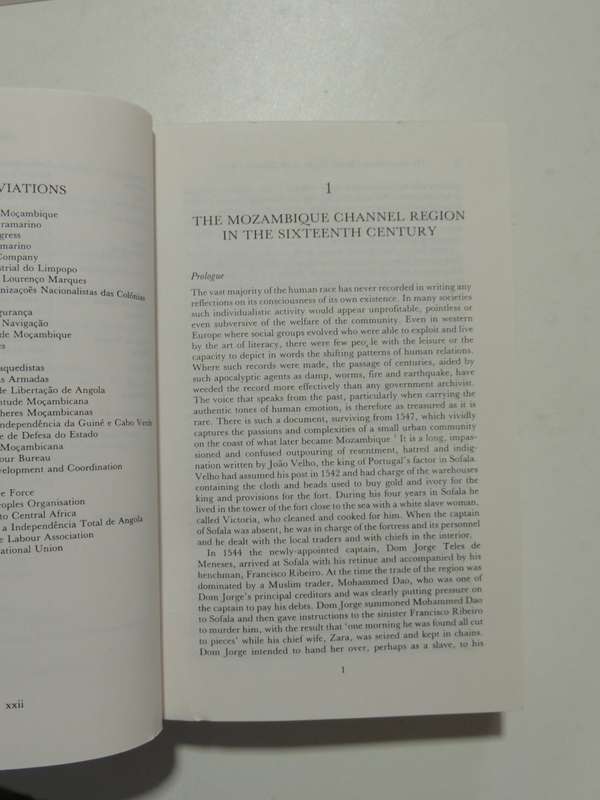 VIATIONS
Moçambique
ramarino
gress
marino
Company
strial do Limpopo
Lourenço Marques
nizações Nacionalistas das Colónias
gurança
Navegação
de Moçambique
es
aquedistas
as Armadas
de Libertação de Angola
ntude Moçambicana
lheres Moçambicanas
ndependência da Guiné e Cabo Verde
e de Defesa do Estado
Moçambicana
our Bureau
evelopment and Coordination
e Force
eoples Organisation
to Central Africa
a Independência Total de Angola
e Labour Association
ational Union
xxii
1
THE MOZAMBIQUE CHANNEL REGION
IN THE SIXTEENTH CENTURY
Prologue
The vast majority of the human race has never recorded in writing any
reflections on its consciousness of its own existence. In many societies
such individualistic activity would appear unprofitable, pointless or
even subversive of the welfare of the community. Even in western
Europe where social groups evolved who were able to exploit and live
by the art of literacy, there were few people with the leisure or the
capacity to depict in words the shifting patterns of human relations.
Where such records were made, the passage of centuries, aided by
such apocalyptic agents as damp, worms, fire and earthquake, have
weeded the record more effectively than any government archivist.
The voice that speaks from the past, particularly when carrying the
authentic tones of human emotion, is therefore as treasured as it is
rare. There is such a document, surviving from 1547, which vividly
captures the passions and complexities of a small urban community
on the coast of what later became Mozambique.¹ It is a long, impas-
sioned and confused outpouring of resentment, hatred and indig-
nation written by João Velho, the king of Portugal's factor in Sofala.
Velho had assumed his post in 1542 and had charge of the warehouses
containing the cloth and beads used to buy gold and ivory for the
king and provisions for the fort. During his four years in Sofala he
lived in the tower of the fort close to the sea with a white slave woman,
called Victoria, who cleaned and cooked for him. When the captain
of Sofala was absent, he was in charge of the fortress and its personnel
and he dealt with the local traders and with chiefs in the interior.
In 1544 the newly-appointed captain, Dom Jorge Teles de
Meneses, arrived at Sofala with his retinue and accompanied by his
henchman, Francisco Ribeiro. At the time the trade of the region was
dominated by a Muslim trader, Mohammed Dao, who was one of
Dom Jorge's principal creditors and was clearly putting pressure on
the captain to pay his debts. Dom Jorge summoned Mohammed Dao
to Sofala and then gave instructions to the sinister Francisco Ribeiro
to murder him, with the result that 'one morning he was found all cut
to pieces' while his chief wife, Zara, was seized and kept in chains.
Dom Jorge intended to hand her over, perhaps as a slave, to his
1